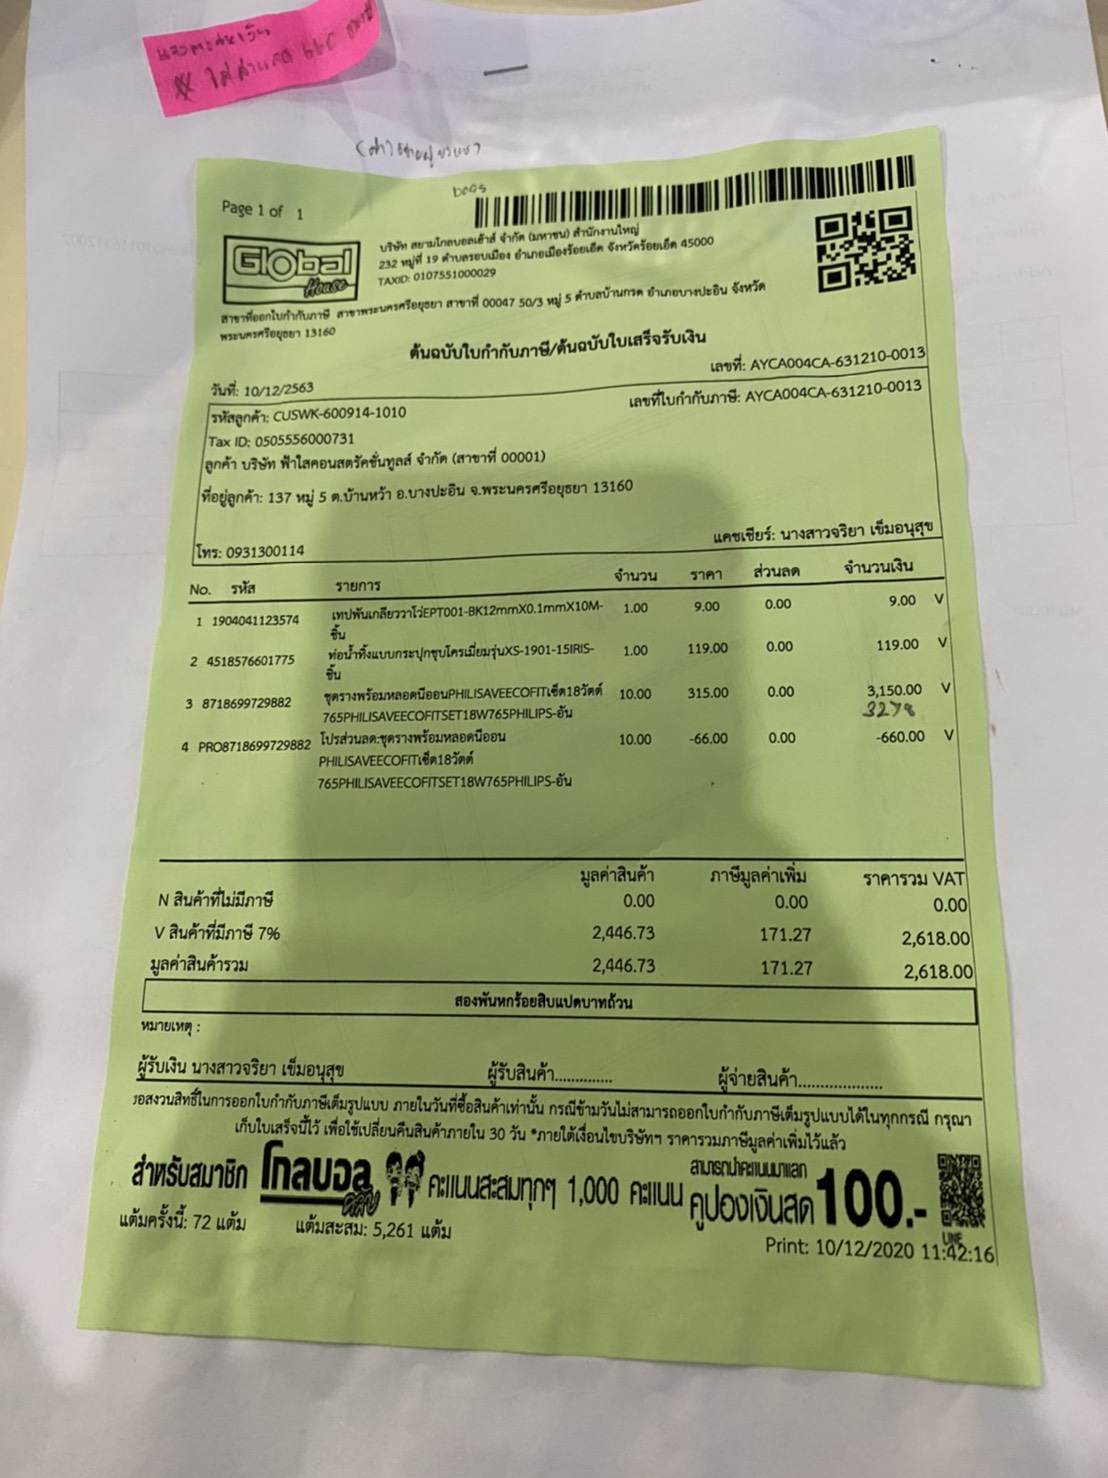 Page 1 of 1
Global
House
บริษัท สยามโกลบอลเฮ้าส์ จำกัด (มหาชน) สำนักงานใหญ่
232 หมู่ที่ 19 ตำบลรอบเมือง อำเภอเมืองร้อยเอ็ด จังหวัดร้อยเอ็ด 45000
TAXID: 0107551000029
สาขาที่ออกใบกำกับภาษี สาขาพระนครศรีอยุธยา สาขาที่ 00047 50/3 หมู่ 5 ตำบลบ้านกรด อำเภอบางปะอิน จังหวัด
พระนครศรีอยุธยา 13160
ต้นฉบับใบกำกับภาษี/ต้นฉบับใบเสร็จรับเงิน
เลขที่: AYCA004CA-631210-0013
วันที่: 10/12/2563
เลขที่ใบกำกับภาษี: AYCA004CA-631210-0013
รหัสลูกค้า: CUSWK-600914-1010
Tax ID: 0505556000731
ลูกค้า บริษัท ฟ้าใสคอนสตรัคชั่นทูลส์ จำกัด (สาขาที่ 00001)
ที่อยู่ลูกค้า: 137 หมู่ 5 ต.บ้านหว้า อ.บางปะอิน จ.พระนครศรีอยุธยา 13160
โทร: 0931300114 แคชเชียร์: นางสาวจริยา เข็มอนุสุข
No. รหัส รายการ จำนวน ราคา ส่วนลด จำนวนเงิน
1 1904041123574 เทปพันเกลียววาโว่EPT001-BK12mmX0.1mmX10M- 1.00 9.00 0.00 9.00 V
ชิ้น
2 4518576601775 ท่อน้ำทิ้งแบบกระปุกชุบโครเมี่ยมรุ่นXS-1901-15IRIS- 1.00 119.00 0.00 119.00 V
ชิ้น
3 8718699729882 ชุดรางพร้อมหลอดนีออนPHILISAVEECOFITเซ็ต18วัตต์ 10.00 315.00 0.00 3,150.00 V
765PHILISAVEECOFITSET18W765PHILIPS-อัน 3278
4 PRO8718699729882 โปรส่วนลด:ชุดรางพร้อมหลอดนีออน 10.00 -66.00 0.00 -660.00 V
PHILISAVEECOFITเซ็ต18วัตต์
765PHILISAVEECOFITSET18W765PHILIPS-อัน
มูลค่าสินค้า ภาษีมูลค่าเพิ่ม ราคารวม VAT
N สินค้าที่ไม่มีภาษี 0.00 0.00 0.00
V สินค้าที่มีภาษี 7% 2,446.73 171.27 2,618.00
มูลค่าสินค้ารวม 2,446.73 171.27 2,618.00
สองพันหกร้อยสิบแปดบาทถ้วน
หมายเหตุ :
ผู้รับเงิน นางสาวจริยา เข็มอนุสุข ผู้รับสินค้า............. ผู้จ่ายสินค้า...................
ขอสงวนสิทธิ์ในการออกใบกำกับภาษีเต็มรูปแบบ ภายในวันที่ซื้อสินค้าเท่านั้น กรณีข้ามวันไม่สามารถออกใบกำกับภาษีเต็มรูปแบบได้ในทุกกรณี กรุณา
เก็บใบเสร็จนี้ไว้ เพื่อใช้เปลี่ยนคืนสินค้าภายใน 30 วัน *ภายใต้เงื่อนไขบริษัทฯ ราคารวมภาษีมูลค่าเพิ่มไว้แล้ว
สำหรับสมาชิก โกลบอล คลับ คะแนนสะสมทุกๆ 1,000 คะแนน สามารถนำคะแนนมาแลก คูปองเงินสด 100.-
แต้มครั้งนี้: 72 แต้ม แต้มสะสม: 5,261 แต้ม
LINE
Print: 10/12/2020 11:42:16